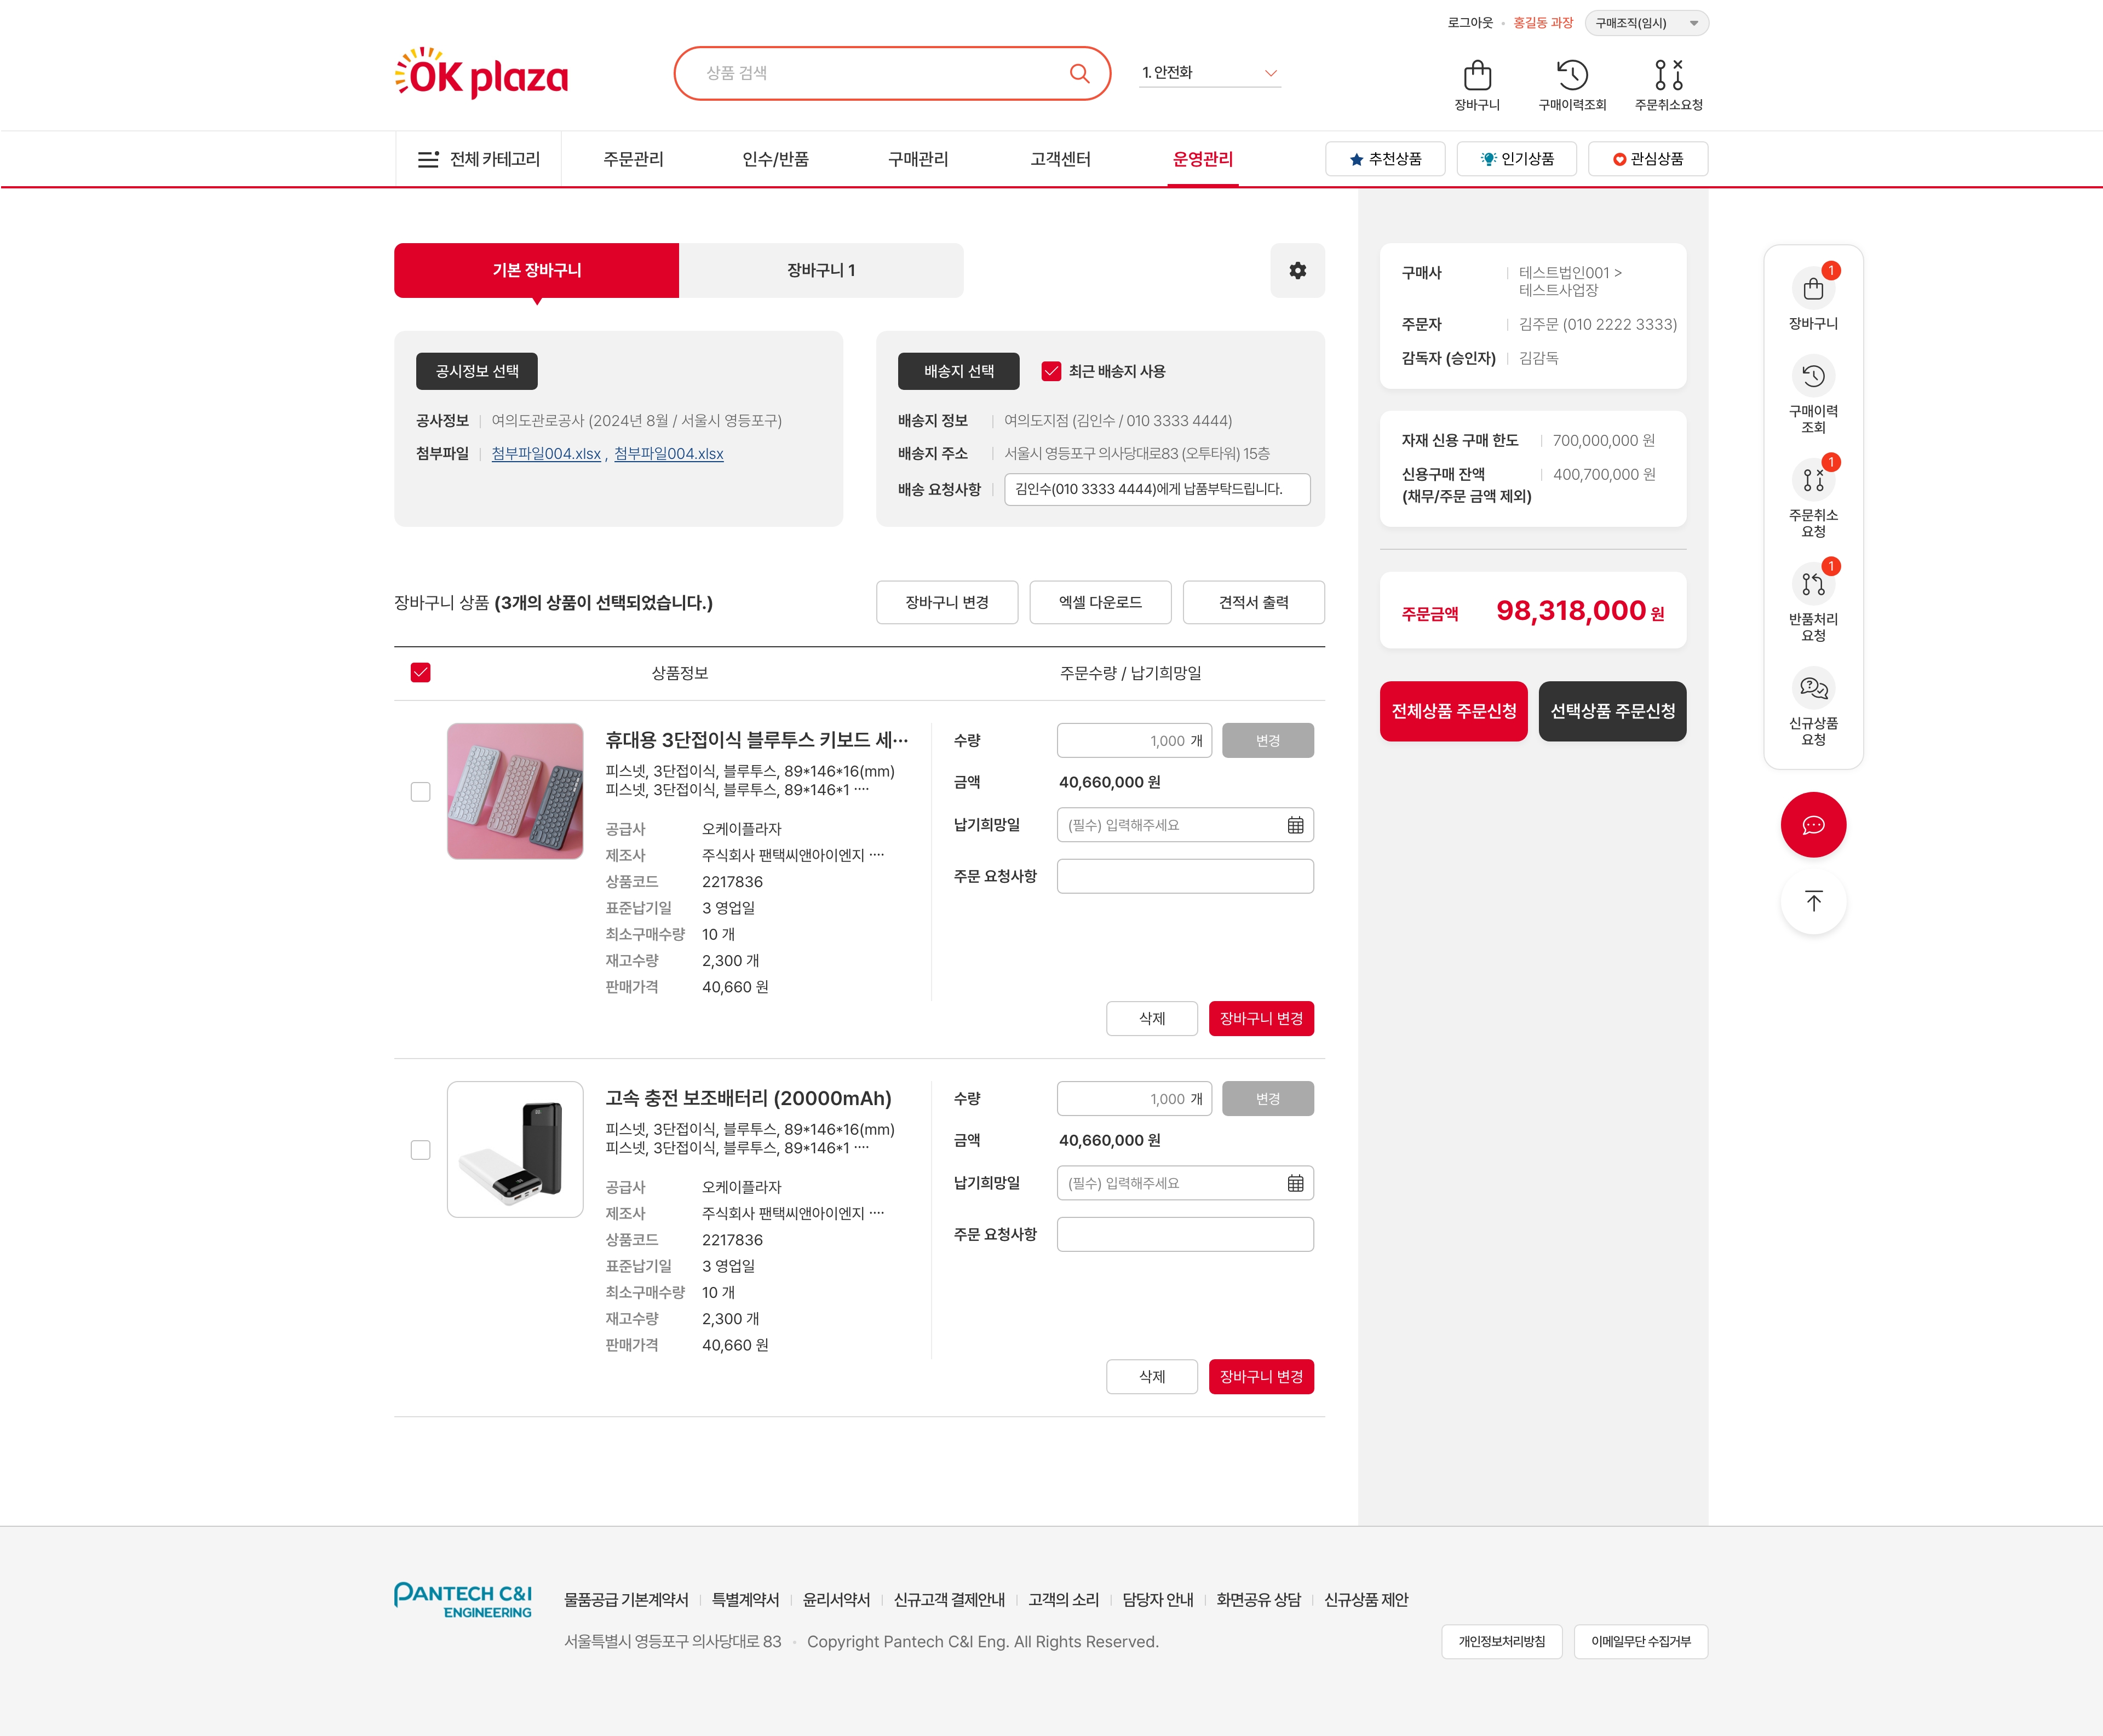 로그아웃 홍길동 과장 구매조직(임시)
OK plaza
상품 검색
1. 안전화
장바구니
구매이력조회
주문취소요청
전체 카테고리
주문관리
인수/반품
구매관리
고객센터
운영관리
추천상품
인기상품
관심상품
기본 장바구니
장바구니 1
공시정보 선택
공사정보 여의도관로공사 (2024년 8월 / 서울시 영등포구)
첨부파일 첨부파일004.xlsx , 첨부파일004.xlsx
배송지 선택
최근 배송지 사용
배송지 정보 여의도지점 (김인수 / 010 3333 4444)
배송지 주소 서울시 영등포구 의사당대로83 (오투타워) 15층
배송 요청사항 김인수(010 3333 4444)에게 납품부탁드립니다.
구매사 테스트법인001 >
테스트사업장
주문자 김주문 (010 2222 3333)
감독자 (승인자) 김감독
자재 신용 구매 한도 700,000,000 원
신용구매 잔액 400,700,000 원
(채무/주문 금액 제외)
주문금액 98,318,000 원
전체상품 주문신청
선택상품 주문신청
장바구니 상품 (3개의 상품이 선택되었습니다.)
장바구니 변경
엑셀 다운로드
견적서 출력
상품정보
주문수량 / 납기희망일
휴대용 3단접이식 블루투스 키보드 세···
피스넷, 3단접이식, 블루투스, 89*146*16(mm)
피스넷, 3단접이식, 블루투스, 89*146*1 ····
공급사 오케이플라자
제조사 주식회사 팬택씨앤아이엔지 ····
상품코드 2217836
표준납기일 3 영업일
최소구매수량 10 개
재고수량 2,300 개
판매가격 40,660 원
수량 1,000 개 변경
금액 40,660,000 원
납기희망일 (필수) 입력해주세요
주문 요청사항
삭제
장바구니 변경
고속 충전 보조배터리 (20000mAh)
피스넷, 3단접이식, 블루투스, 89*146*16(mm)
피스넷, 3단접이식, 블루투스, 89*146*1 ····
공급사 오케이플라자
제조사 주식회사 팬택씨앤아이엔지 ····
상품코드 2217836
표준납기일 3 영업일
최소구매수량 10 개
재고수량 2,300 개
판매가격 40,660 원
수량 1,000 개 변경
금액 40,660,000 원
납기희망일 (필수) 입력해주세요
주문 요청사항
삭제
장바구니 변경
1
장바구니
구매이력
조회
1
주문취소
요청
1
반품처리
요청
신규상품
요청
PANTECH C&I
ENGINEERING
물품공급 기본계약서 특별계약서 윤리서약서 신규고객 결제안내 고객의 소리 담당자 안내 화면공유 상담 신규상품 제안
서울특별시 영등포구 의사당대로 83 • Copyright Pantech C&I Eng. All Rights Reserved.
개인정보처리방침
이메일무단 수집거부